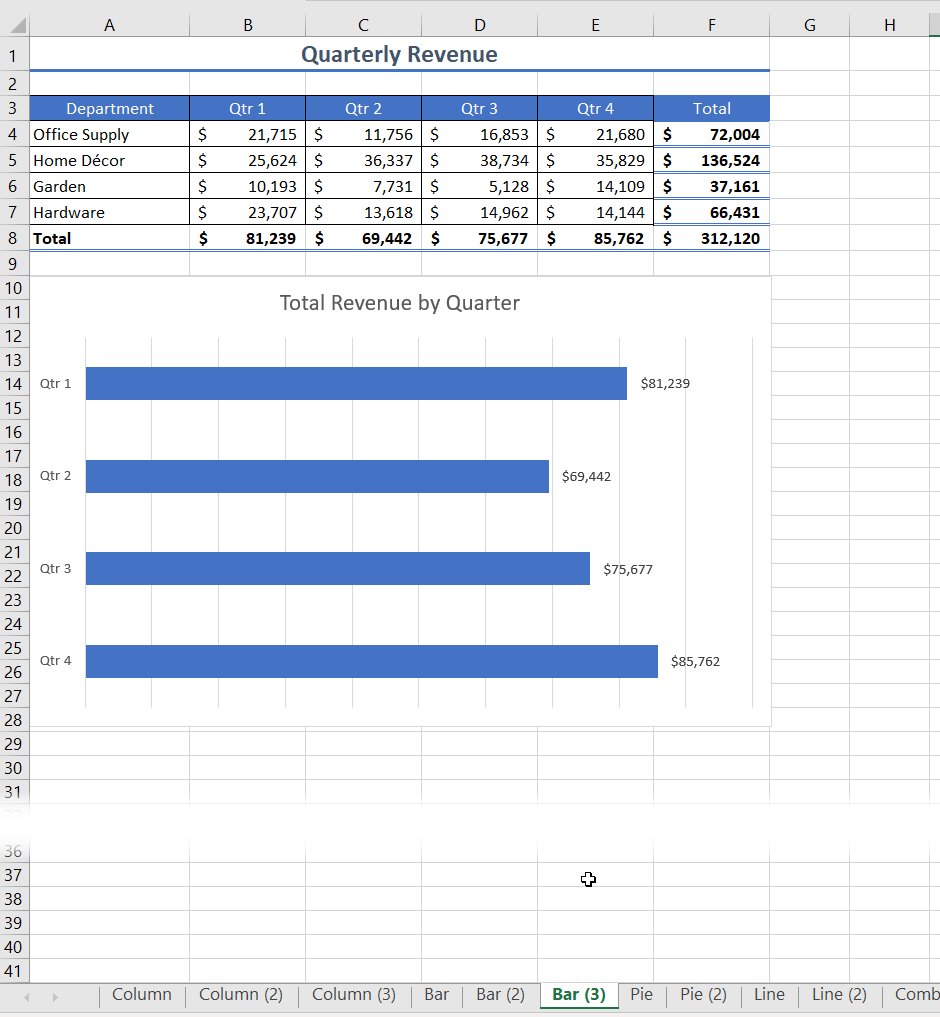 A B C D E F G H
1 Quarterly Revenue
2
3 Department Qtr 1 Qtr 2 Qtr 3 Qtr 4 Total
4 Office Supply $ 21,715 $ 11,756 $ 16,853 $ 21,680 $ 72,004
5 Home Décor $ 25,624 $ 36,337 $ 38,734 $ 35,829 $ 136,524
6 Garden $ 10,193 $ 7,731 $ 5,128 $ 14,109 $ 37,161
7 Hardware $ 23,707 $ 13,618 $ 14,962 $ 14,144 $ 66,431
8 Total $ 81,239 $ 69,442 $ 75,677 $ 85,762 $ 312,120
9
10
11 Total Revenue by Quarter
12
13
14 Qtr 1 $81,239
15
16
17
18 Qtr 2 $69,442
19
20
21
22 Qtr 3 $75,677
23
24
25
26 Qtr 4 $85,762
27
28
29
30
31
36
37
38
39
40
41
Column Column (2) Column (3) Bar Bar (2) Bar (3) Pie Pie (2) Line Line (2) Comb